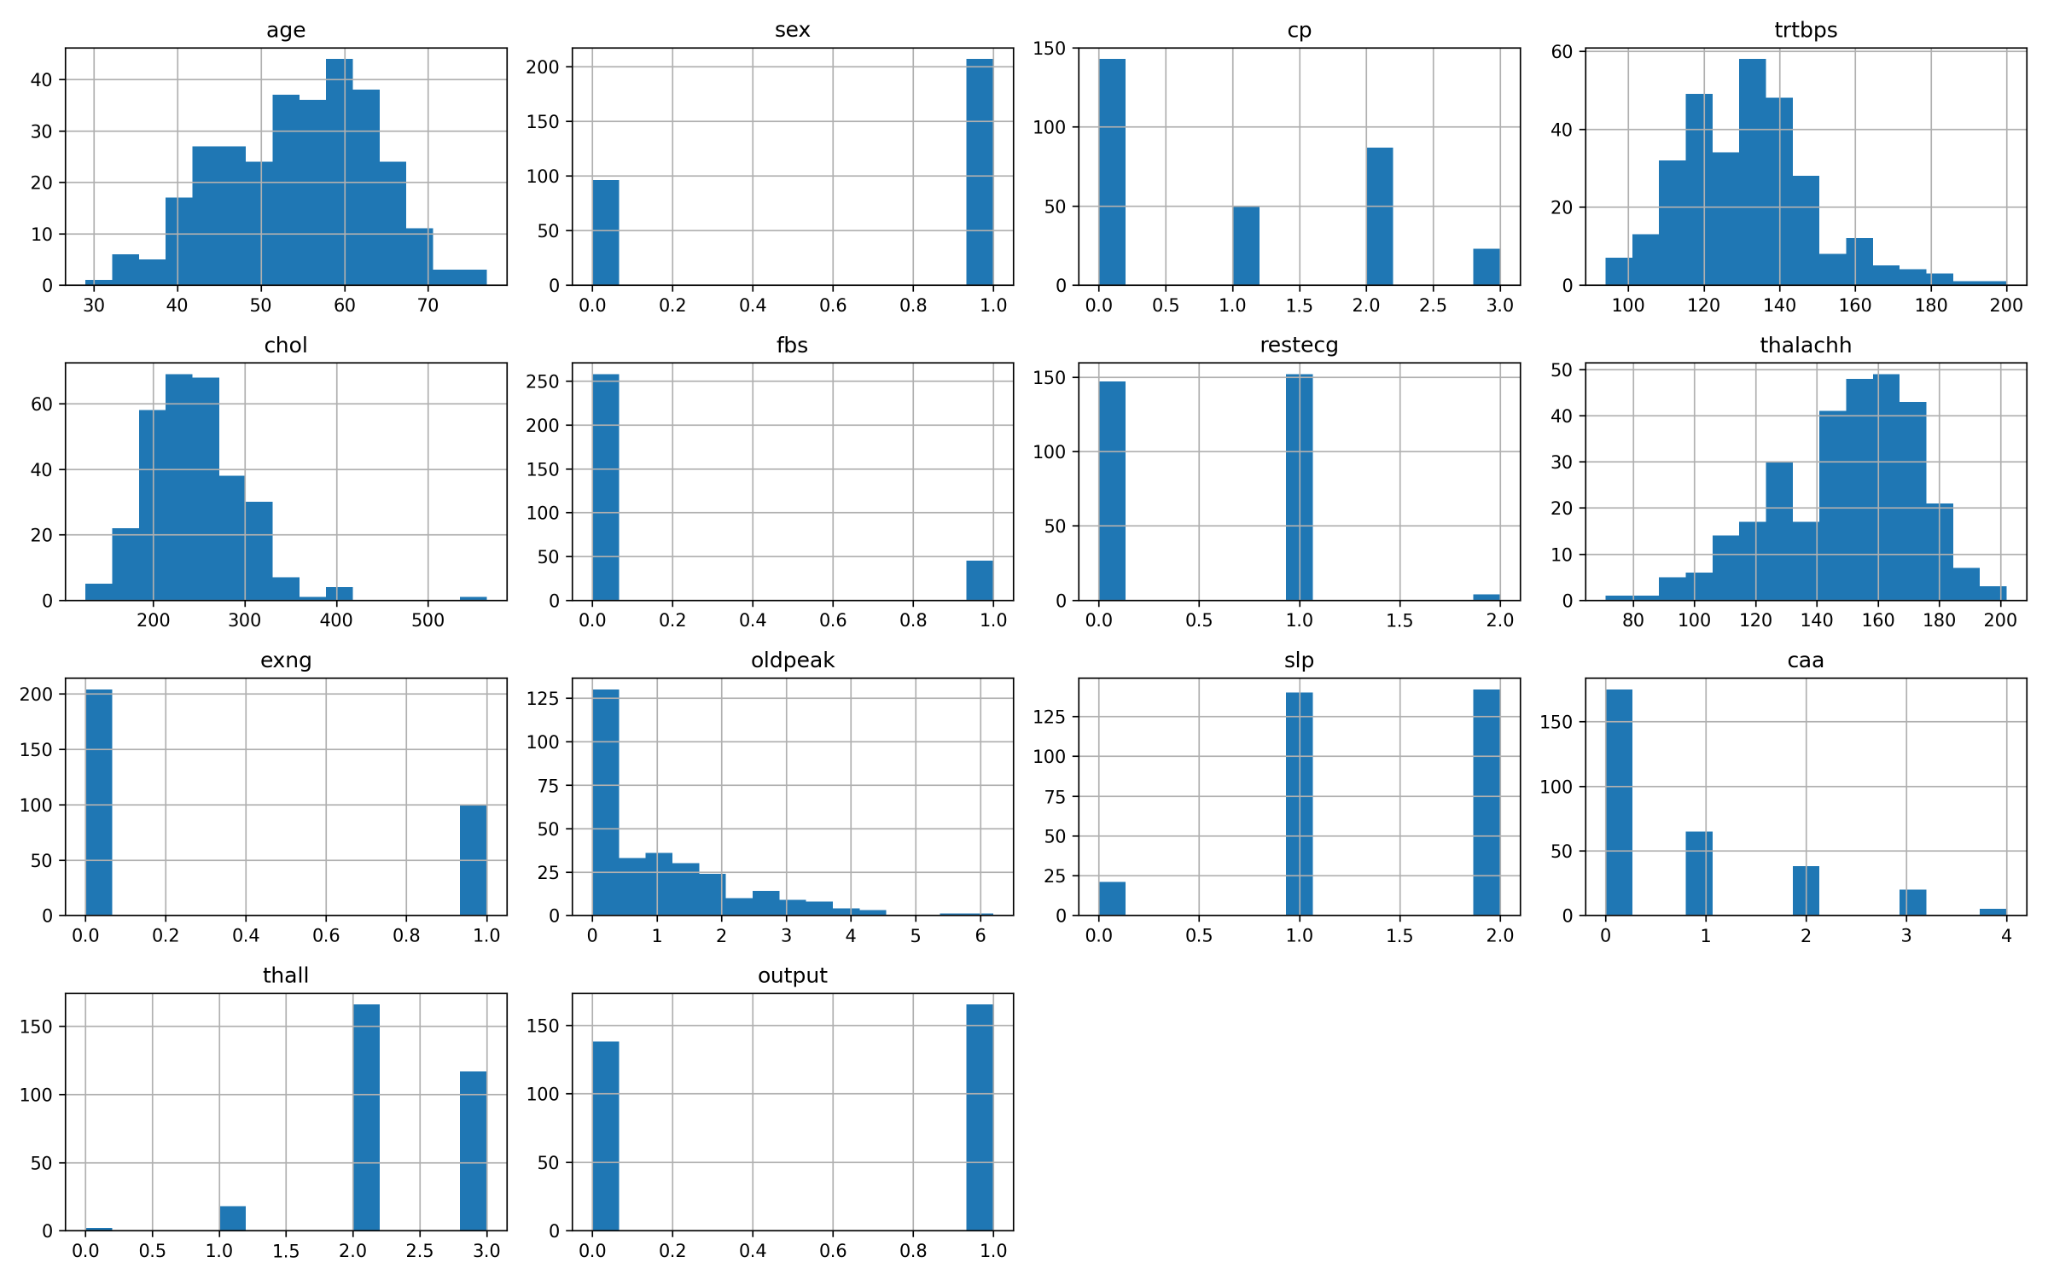 age
40
30
20
10
0
30 40 50 60 70
sex
200
150
100
50
0
0.0 0.2 0.4 0.6 0.8 1.0
cp
150
100
50
0
0.0 0.5 1.0 1.5 2.0 2.5 3.0
trtbps
60
40
20
0
100 120 140 160 180 200
chol
60
40
20
0
200 300 400 500
fbs
250
200
150
100
50
0
0.0 0.2 0.4 0.6 0.8 1.0
restecg
150
100
50
0
0.0 0.5 1.0 1.5 2.0
thalachh
50
40
30
20
10
0
80 100 120 140 160 180 200
exng
200
150
100
50
0
0.0 0.2 0.4 0.6 0.8 1.0
oldpeak
125
100
75
50
25
0
0 1 2 3 4 5 6
slp
125
100
75
50
25
0
0.0 0.5 1.0 1.5 2.0
caa
150
100
50
0
0 1 2 3 4
thall
150
100
50
0
0.0 0.5 1.0 1.5 2.0 2.5 3.0
output
150
100
50
0
0.0 0.2 0.4 0.6 0.8 1.0